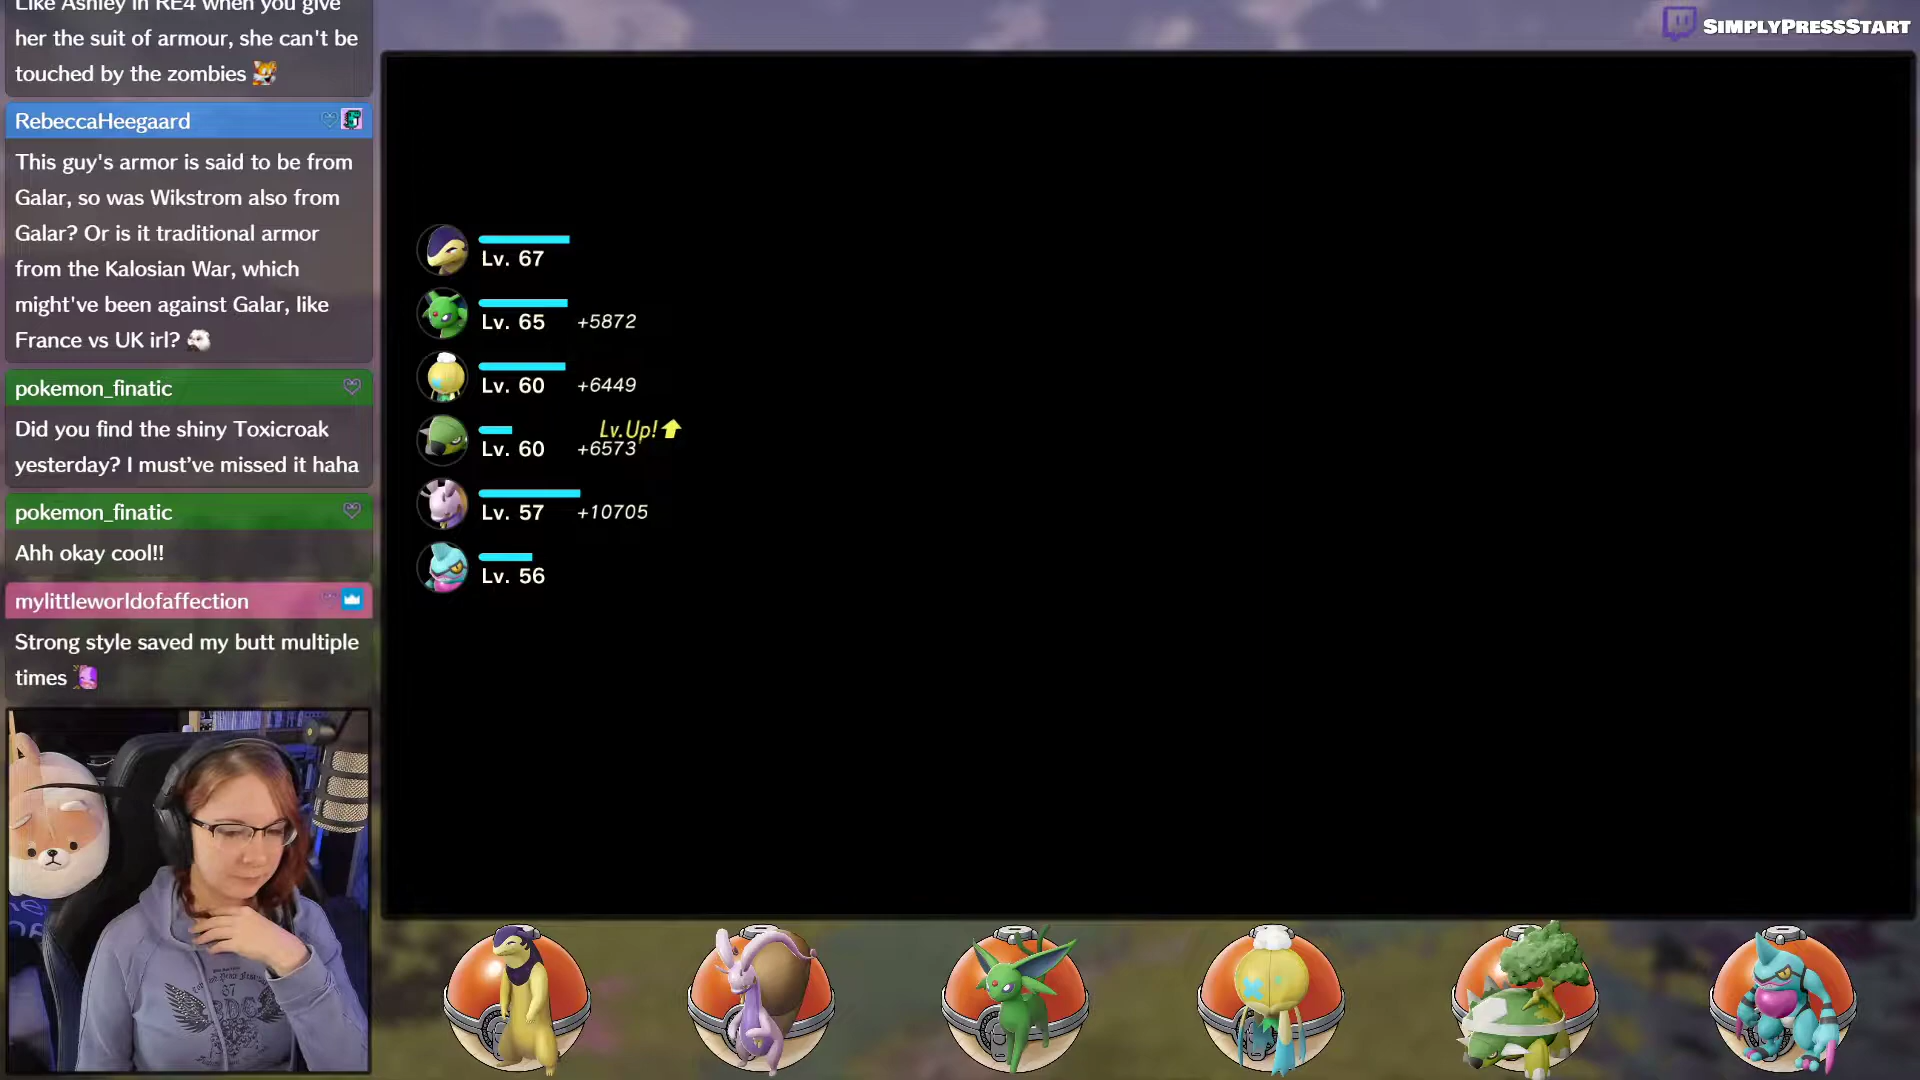 Like Ashley in RE4 when you give
her the suit of armour, she can't be
touched by the zombies
RebeccaHeegaard
This guy's armor is said to be from
Galar, so was Wikstrom also from
Galar? Or is it traditional armor
from the Kalosian War, which
might've been against Galar, like
France vs UK irl?
pokemon_finatic
Did you find the shiny Toxicroak
yesterday? I must’ve missed it haha
pokemon_finatic
Ahh okay cool!!
mylittleworldofaffection
Strong style saved my butt multiple
times
SimplyPressStart
Lv. 67
Lv. 65 +5872
Lv. 60 +6449
Lv.Up!
Lv. 60 +6573
Lv. 57 +10705
Lv. 56